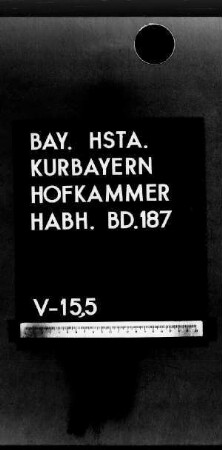 BAY. HSTA.
KURBAYERN
HOFKAMMER
HABH. BD.187
V-15,5